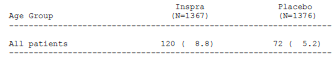 Inspra Placebo
Age Group (N=1367) (N=1376)
All patients 120 ( 8.8) 72 ( 5.2)